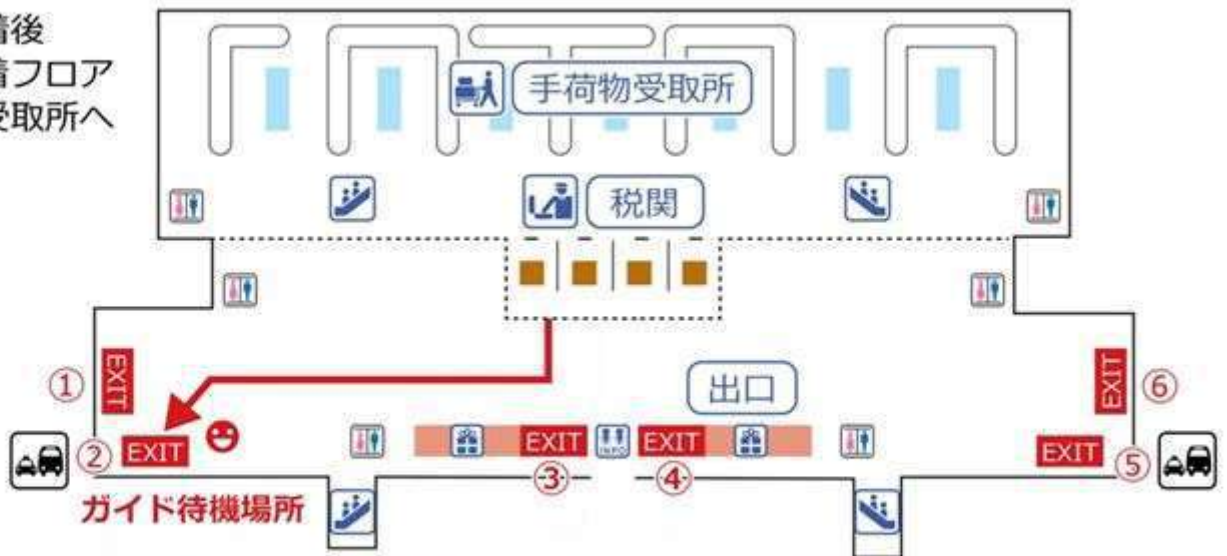 着後
着フロア
受取所へ
手荷物受取所
税関
出口
① EXIT
EXIT ⑥
② EXIT
EXIT
INFO
EXIT
EXIT ⑤
③
④
ガイド待機場所